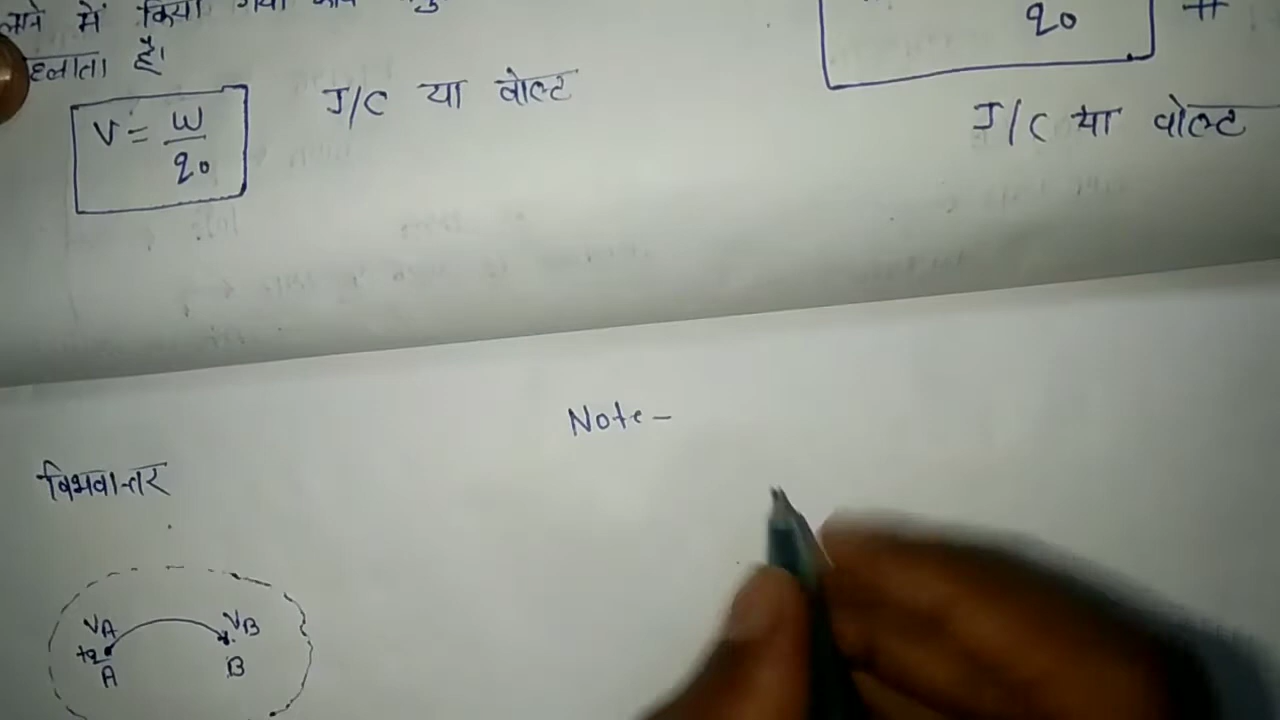 लाने में किया गया
कहलाता है।
V = W/q0
J/C या वोल्ट
q0 #
J/C या वोल्ट
Note -
विभवान्तर
VA VB
+q
A B